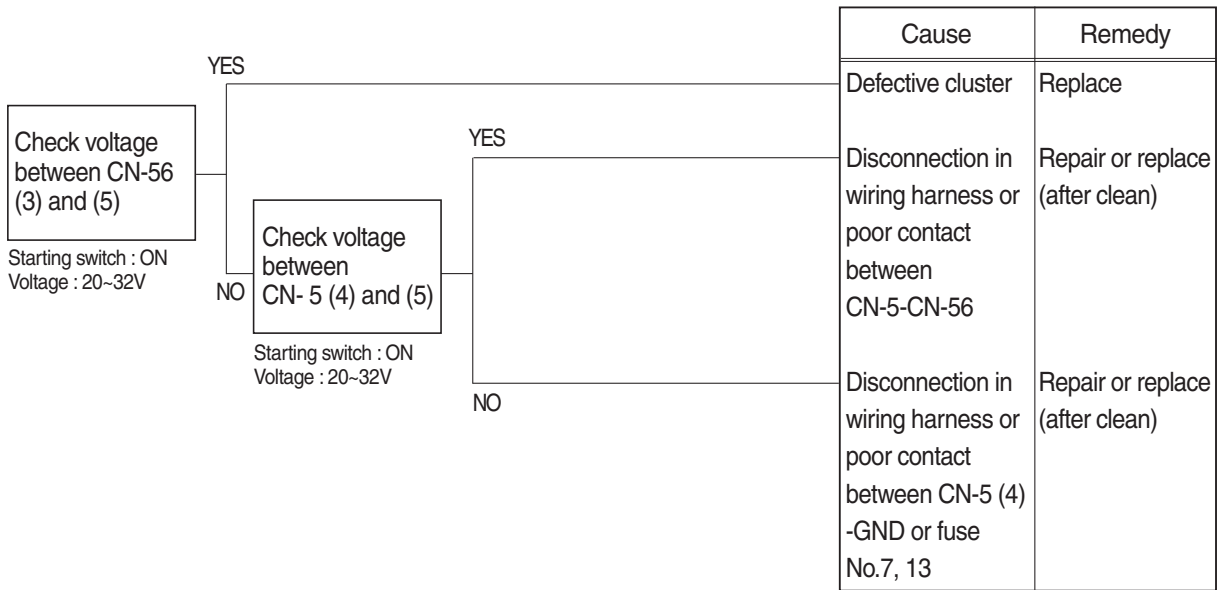 Cause
Remedy
YES
Defective cluster
Replace
Check voltage
between CN-56
(3) and (5)
Starting switch : ON
Voltage : 20~32V
NO
YES
Disconnection in
wiring harness or
poor contact
between
CN-5-CN-56
Repair or replace
(after clean)
Check voltage
between
CN- 5 (4) and (5)
Starting switch : ON
Voltage : 20~32V
NO
Disconnection in
wiring harness or
poor contact
between CN-5 (4)
-GND or fuse
No.7, 13
Repair or replace
(after clean)